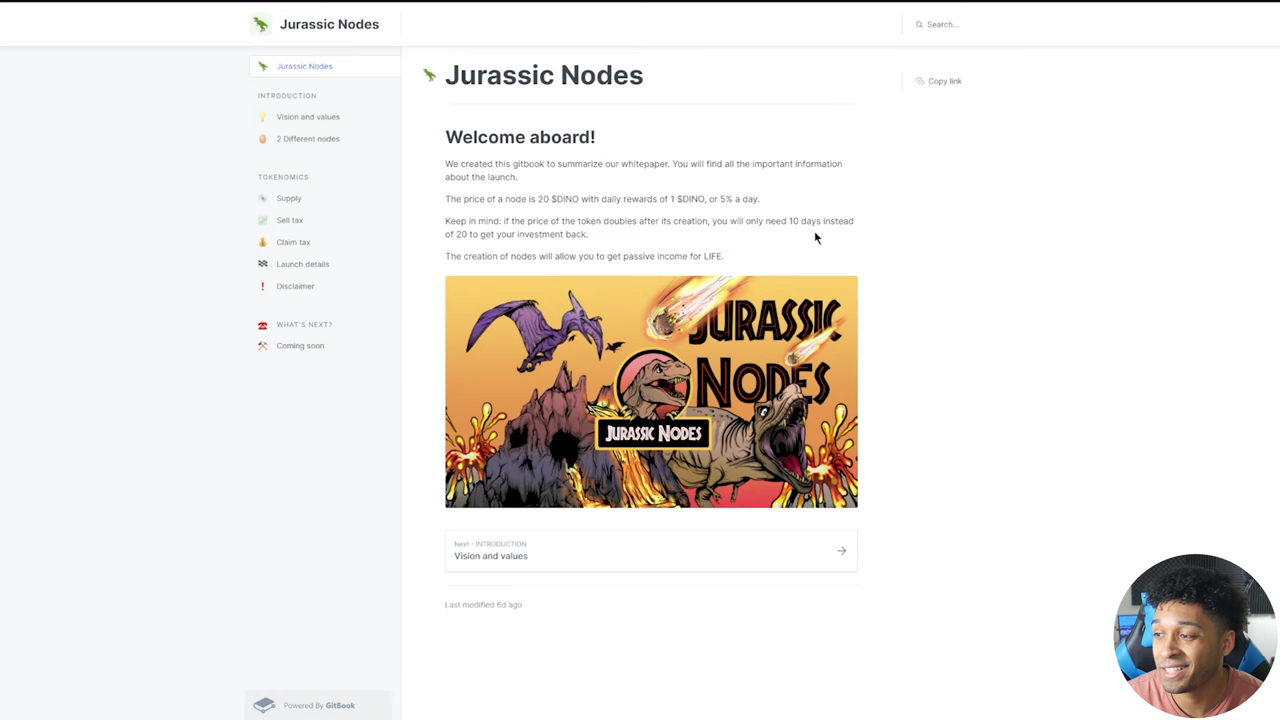 Jurassic Nodes
Search...
Jurassic Nodes
INTRODUCTION
Vision and values
2 Different nodes
TOKENOMICS
Supply
Sell tax
Claim tax
Launch details
Disclaimer
WHAT'S NEXT?
Coming soon
Powered By GitBook
Jurassic Nodes
Copy link
Welcome aboard!
We created this gitbook to summarize our whitepaper. You will find all the important information
about the launch.
The price of a node is 20 $DINO with daily rewards of 1 $DINO, or 5% a day.
Keep in mind: if the price of the token doubles after its creation, you will only need 10 days instead
of 20 to get your investment back.
The creation of nodes will allow you to get passive income for LIFE.
JURASSIC
NODES
JURASSIC NODES
Next - INTRODUCTION
Vision and values
Last modified 6d ago